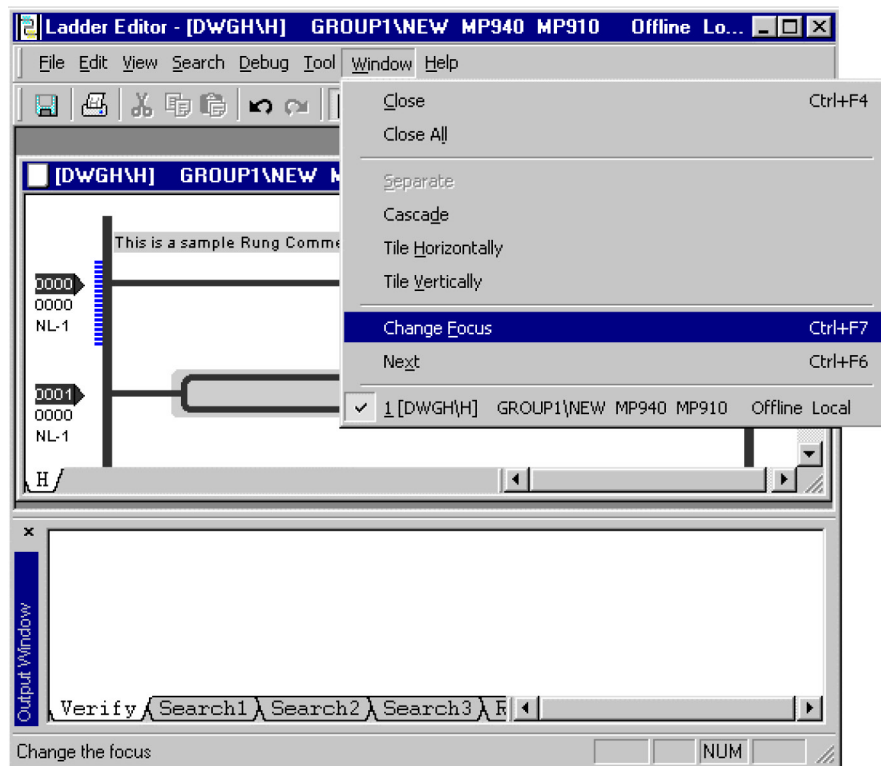 Ladder Editor - [DWGH\H] GROUP1\NEW MP940 MP910 Offline Lo...
File Edit View Search Debug Tool Window Help
Close Ctrl+F4
Close All
Separate
Cascade
Tile Horizontally
Tile Vertically
Change Focus Ctrl+F7
Next Ctrl+F6
1 [DWGH\H] GROUP1\NEW MP940 MP910 Offline Local
[DWGH\H] GROUP1\NEW
This is a sample Rung Comme
0000
0000
NL-1
0001
0000
NL-1
H
Output Window
Verify Search1 Search2 Search3
Change the focus NUM